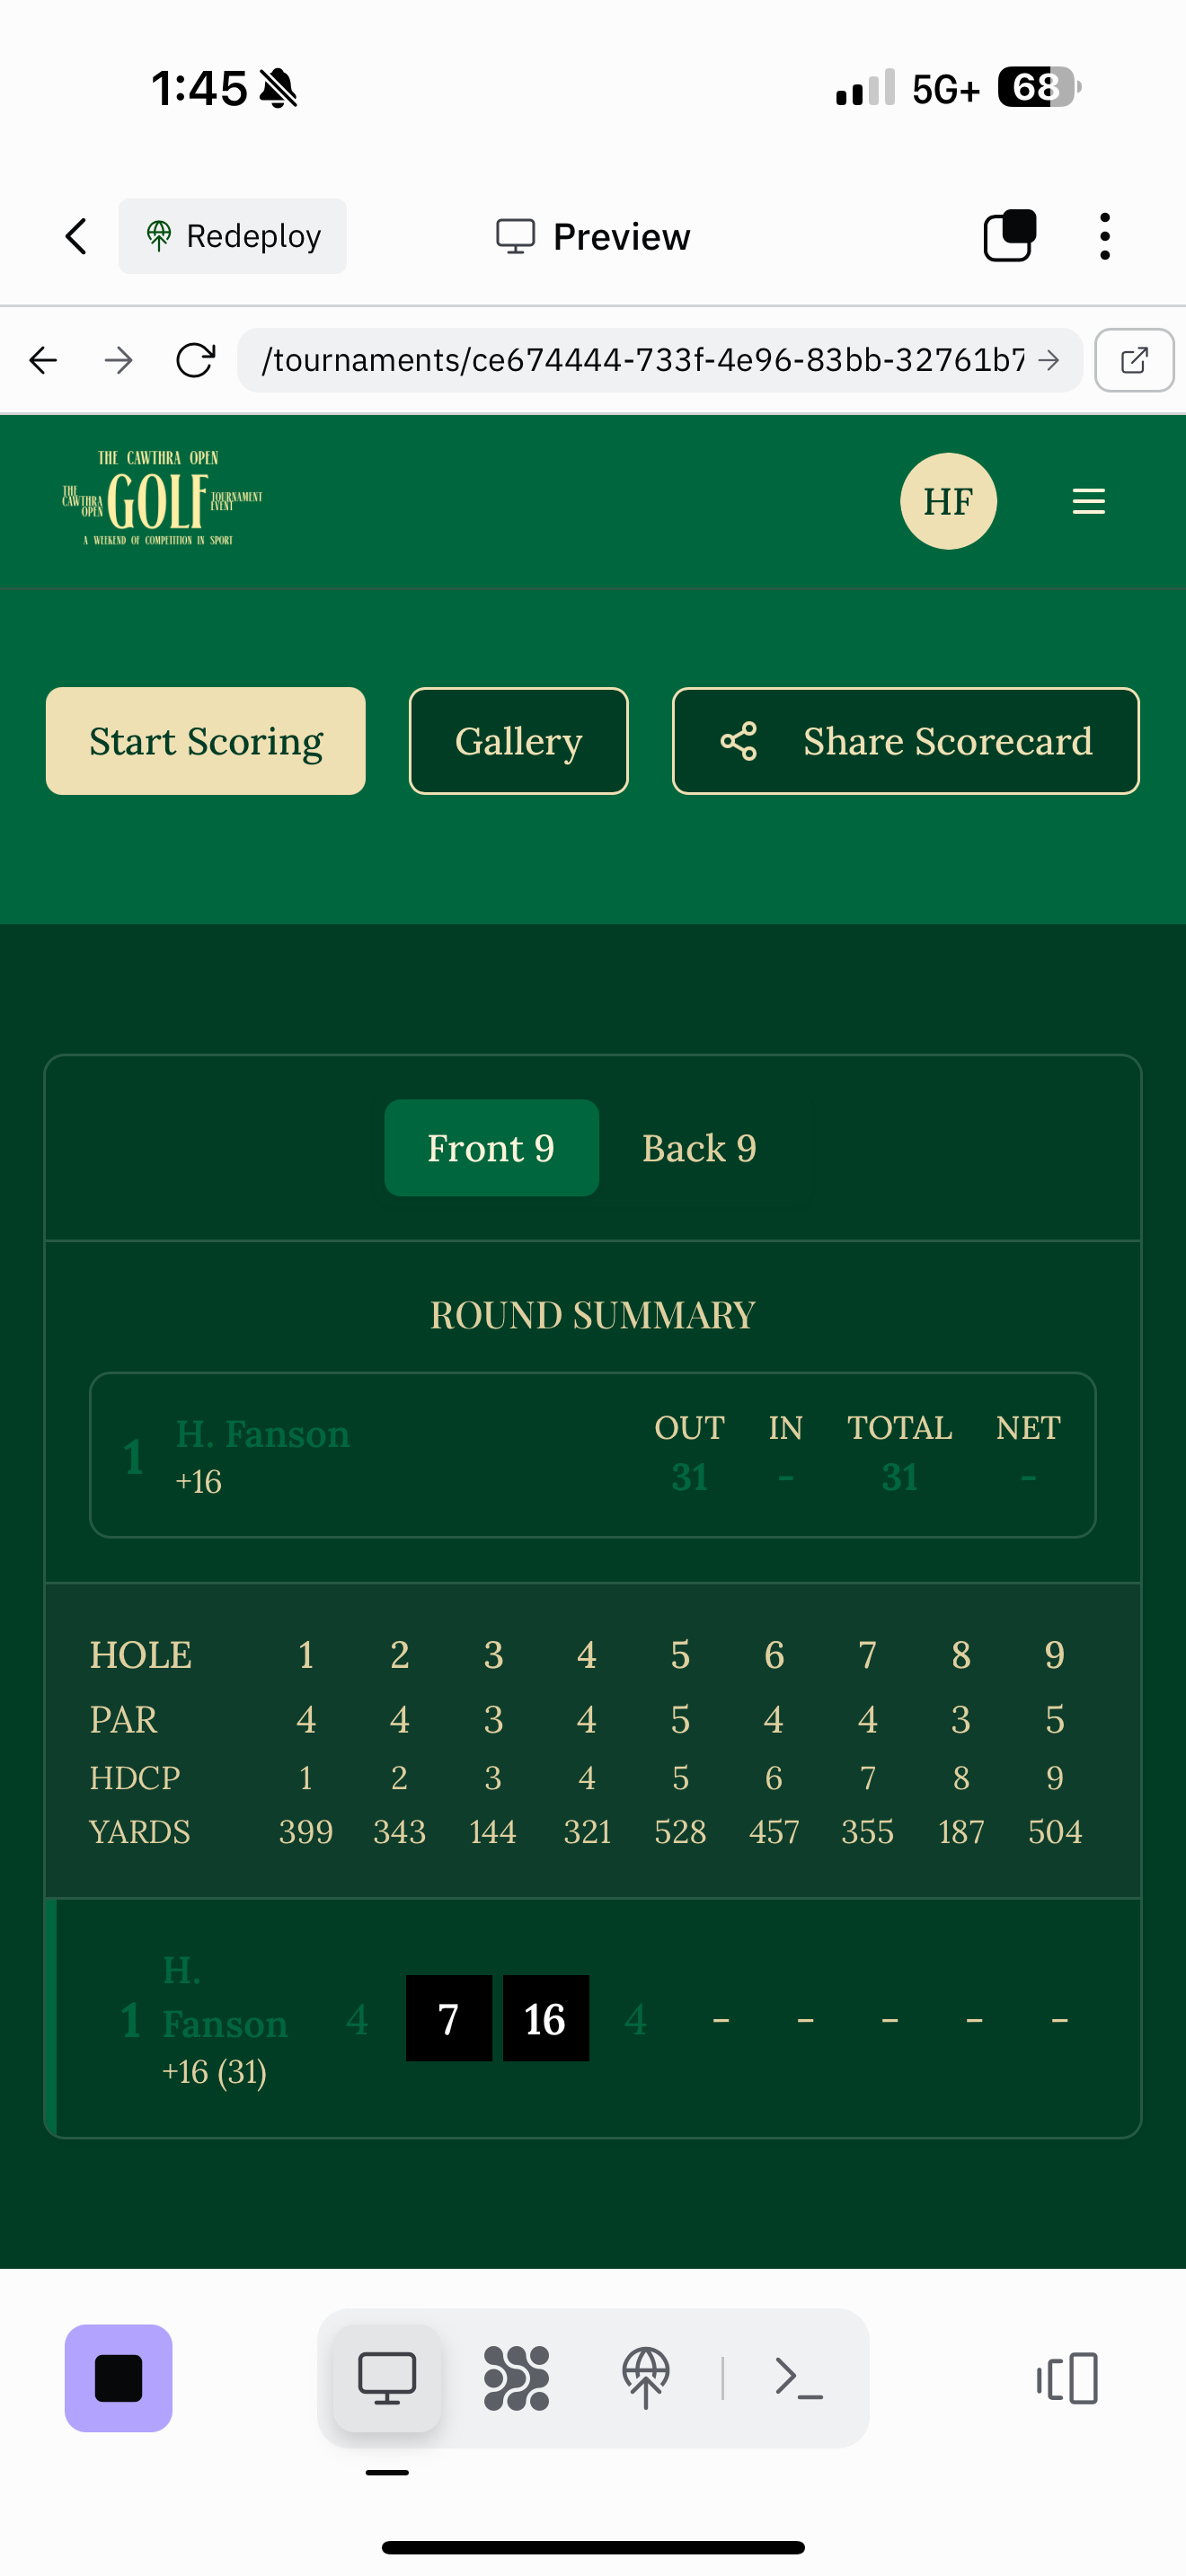 1:45
5G+ 68
Redeploy
Preview
/tournaments/ce674444-733f-4e96-83bb-32761b7
THE CAWTHRA OPEN
THE CAWTHRA OPEN GOLF TOURNAMENT EVENT
A WEEKEND OF COMPETITION IN SPORT
HF
Start Scoring
Gallery
Share Scorecard
Front 9
Back 9
ROUND SUMMARY
1 H. Fanson OUT IN TOTAL NET
+16 31 - 31 -
HOLE 1 2 3 4 5 6 7 8 9
PAR 4 4 3 4 5 4 4 3 5
HDCP 1 2 3 4 5 6 7 8 9
YARDS 399 343 144 321 528 457 355 187 504
H.
1 Fanson 4 7 16 4 - - - - -
+16 (31)